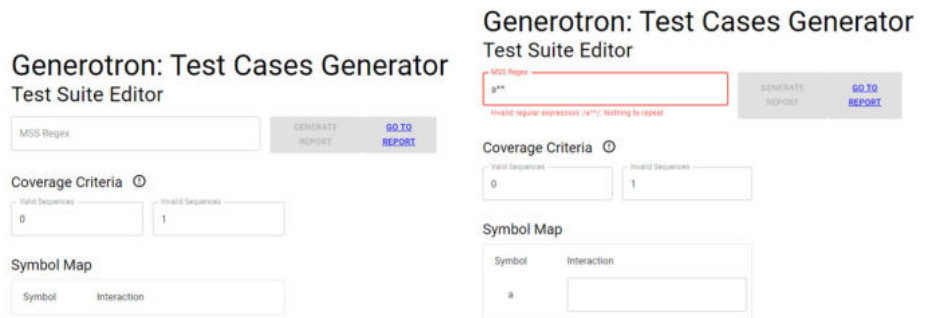 Generotron: Test Cases Generator
Test Suite Editor
MSS Regex
GENERATE
REPORT
GO TO
REPORT
Coverage Criteria
Valid Sequences
0
Invalid Sequences
1
Symbol Map
Symbol Interaction
Generotron: Test Cases Generator
Test Suite Editor
MSS Regex
a**
Invalid regular expression: /a**/: Nothing to repeat
GENERATE
REPORT
GO TO
REPORT
Coverage Criteria
Valid Sequences
0
Invalid Sequences
1
Symbol Map
Symbol Interaction
a